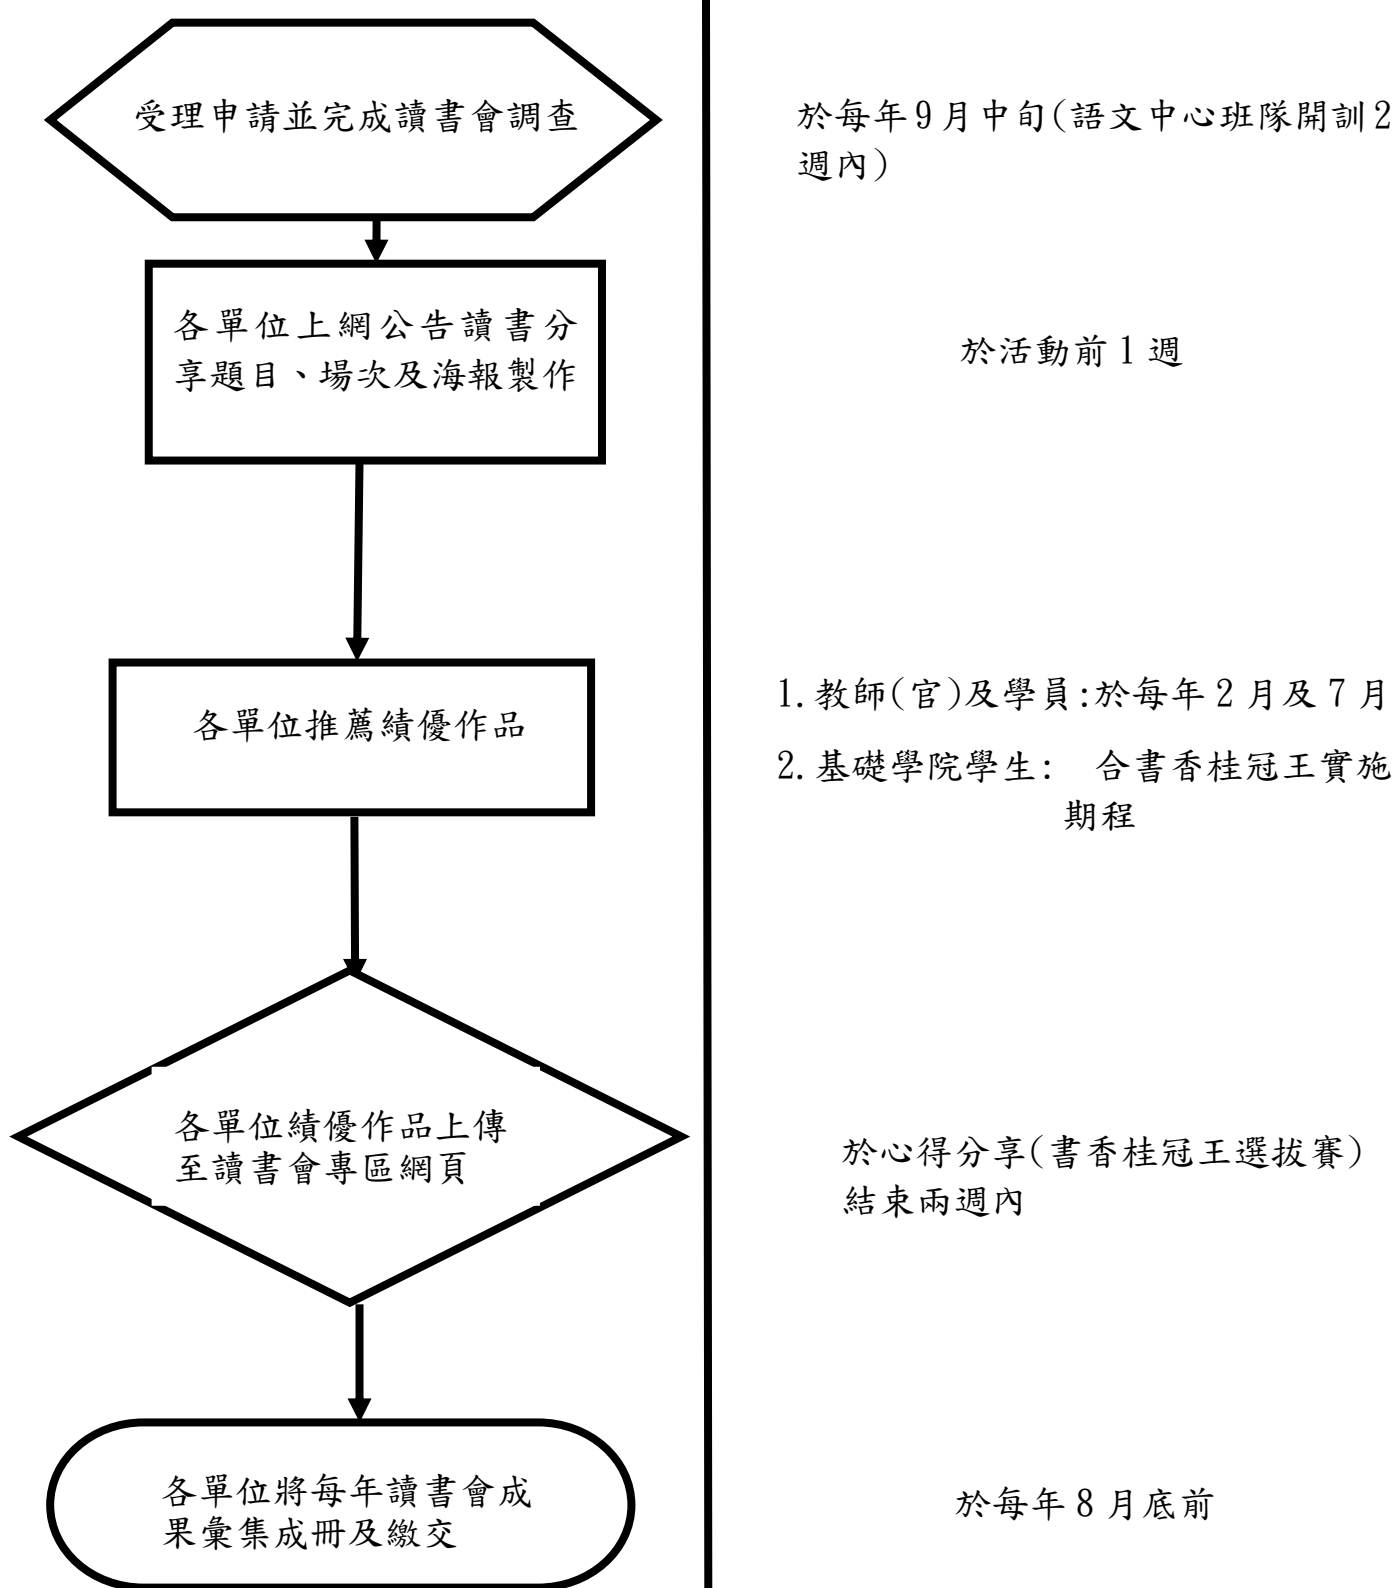 受理申請並完成讀書會調查
於每年9月中旬(語文中心班隊開訓2
週內)
各單位上網公告讀書分
享題目、場次及海報製作
於活動前1週
各單位推薦績優作品
1.教師(官)及學員:於每年2月及7月
2.基礎學院學生: 合書香桂冠王實施
期程
各單位績優作品上傳
至讀書會專區網頁
於心得分享(書香桂冠王選拔賽)
結束兩週內
各單位將每年讀書會成
果彙集成冊及繳交
於每年8月底前